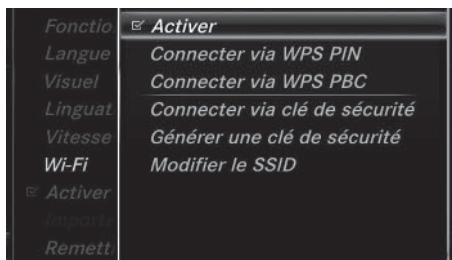 Fonctio
Langue
Visuel
Linguat
Vitesse
Wi-Fi
Activer
Importe
Remett
Activer
Connecter via WPS PIN
Connecter via WPS PBC
Connecter via clé de sécurité
Générer une clé de sécurité
Modifier le SSID